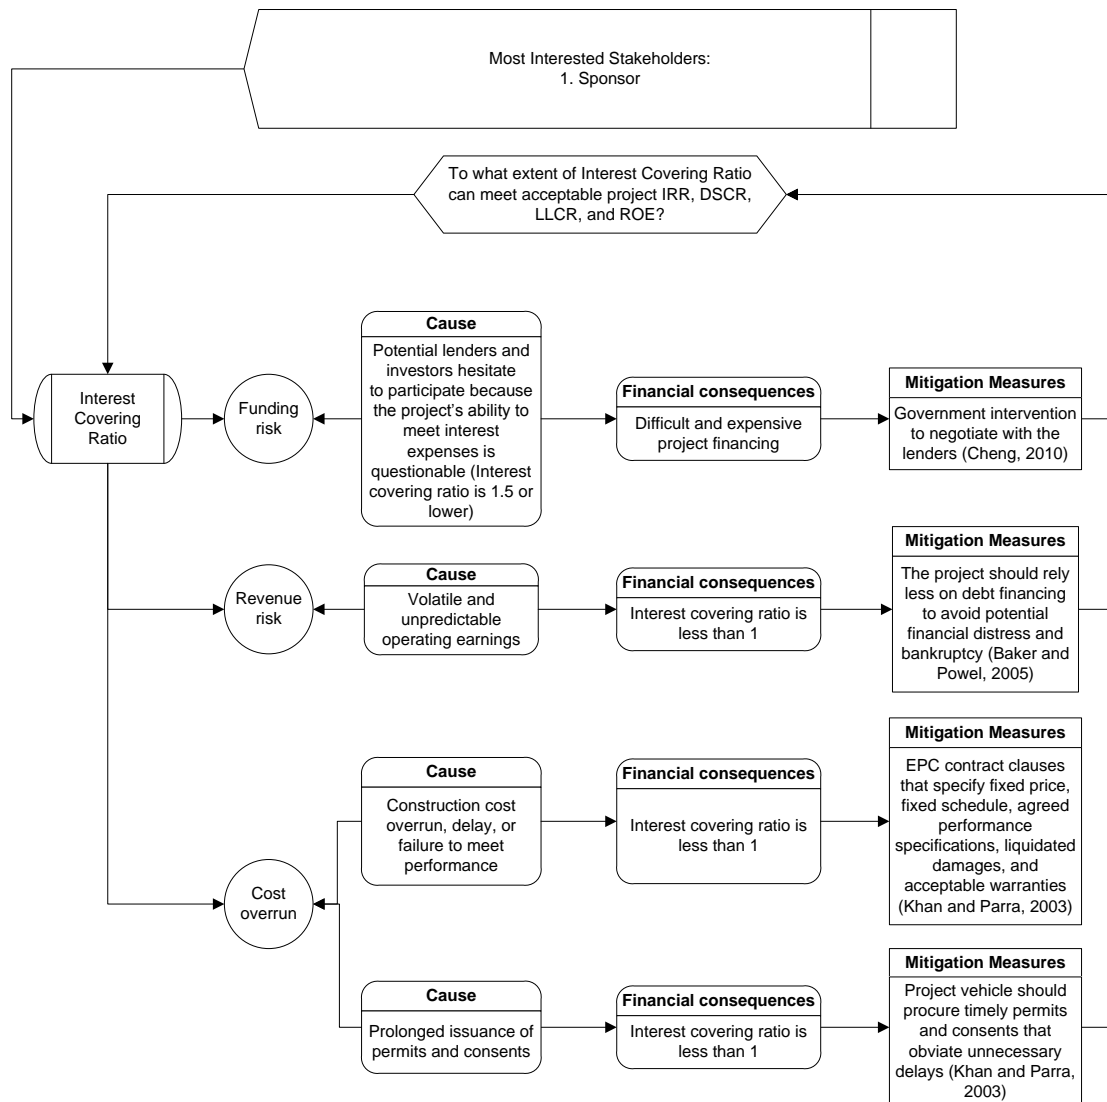 Most Interested Stakeholders:
1. Sponsor
To what extent of Interest Covering Ratio
can meet acceptable project IRR, DSCR,
LLCR, and ROE?
Interest
Covering
Ratio
Funding
risk
Cause
Potential lenders and
investors hesitate
to participate because
the project’s ability to
meet interest
expenses is
questionable (Interest
covering ratio is 1.5 or
lower)
Financial consequences
Difficult and expensive
project financing
Mitigation Measures
Government intervention
to negotiate with the
lenders (Cheng, 2010)
Revenue
risk
Cause
Volatile and
unpredictable
operating earnings
Financial consequences
Interest covering ratio is
less than 1
Mitigation Measures
The project should rely
less on debt financing
to avoid potential
financial distress and
bankruptcy (Baker and
Powel, 2005)
Cost
overrun
Cause
Construction cost
overrun, delay, or
failure to meet
performance
Financial consequences
Interest covering ratio is
less than 1
Mitigation Measures
EPC contract clauses
that specify fixed price,
fixed schedule, agreed
performance
specifications, liquidated
damages, and
acceptable warranties
(Khan and Parra, 2003)
Cause
Prolonged issuance of
permits and consents
Financial consequences
Interest covering ratio is
less than 1
Mitigation Measures
Project vehicle should
procure timely permits
and consents that
obviate unnecessary
delays (Khan and Parra,
2003)